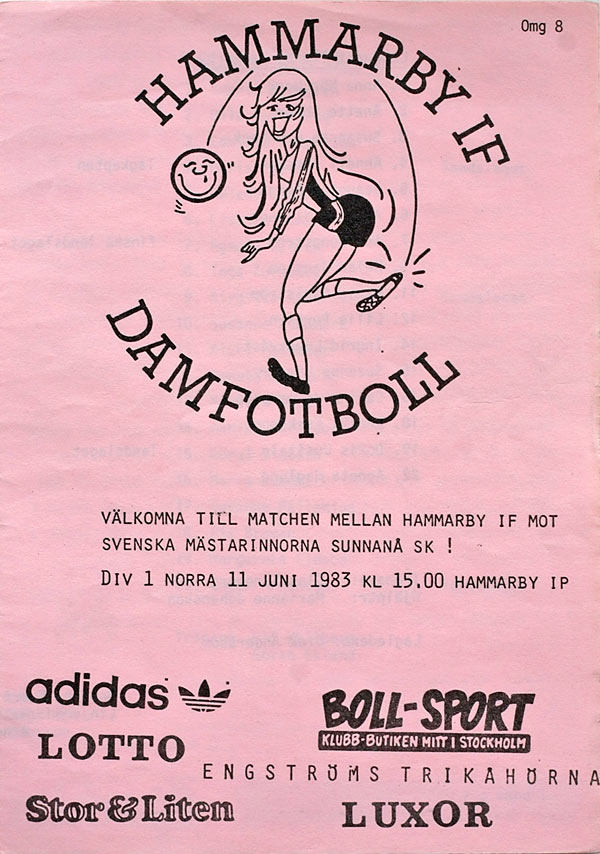 Omg 8
HAMMARBY IF
DAMFOTBOLL
VÄLKOMNA TILL MATCHEN MELLAN HAMMARBY IF MOT
SVENSKA MÄSTARINNORNA SUNNANÅ SK !
DIV 1 NORRA 11 JUNI 1983 KL 15.00 HAMMARBY IP
adidas
BOLL-SPORT
KLUBB-BUTIKEN MITT I STOCKHOLM
LOTTO
ENGSTRÖMS TRIKÅHÖRNA
Stor&Liten
LUXOR